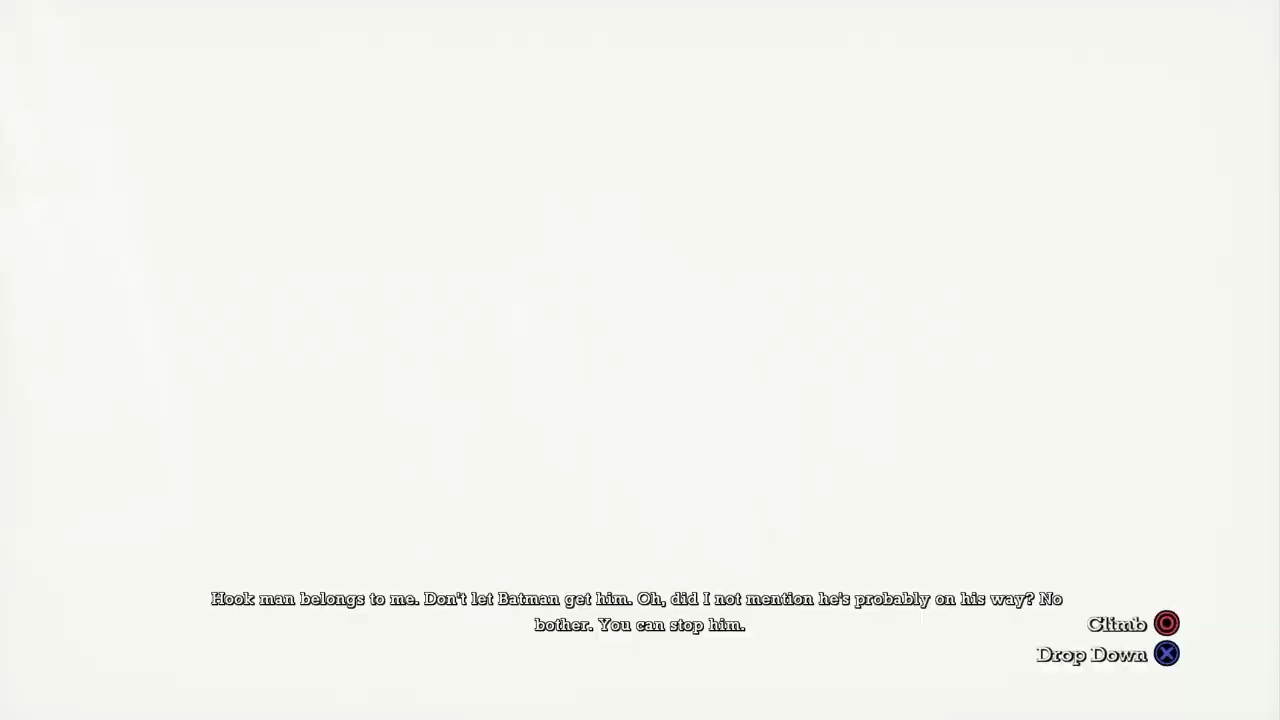 Hook man belongs to me. Don't let Batman get him. Oh, did I not mention he's probably on his way? No
bother. You can stop him.
Climb
Drop Down